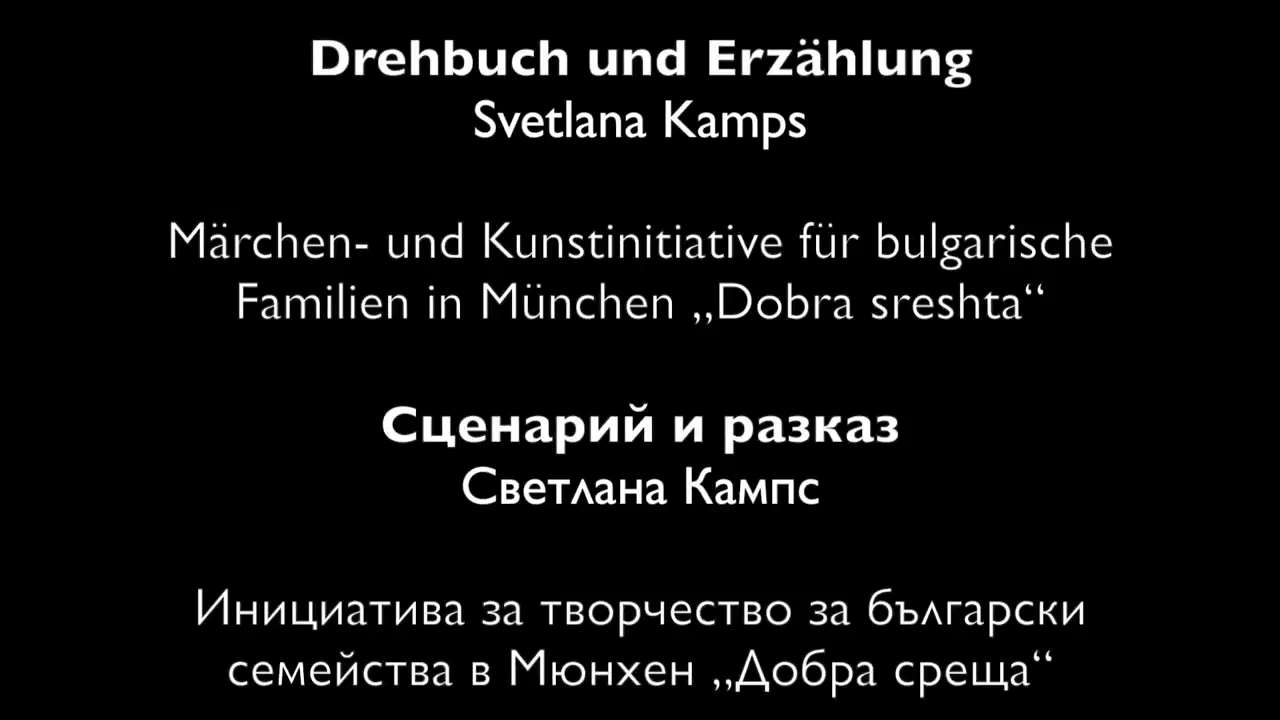 Drehbuch und Erzählung
Svetlana Kamps
Märchen- und Kunstinitiative für bulgarische
Familien in München „Dobra sreshta“
Сценарий и разказ
Светлана Кампс
Инициатива за творчество за български
семейства в Мюнхен „Добра среща“